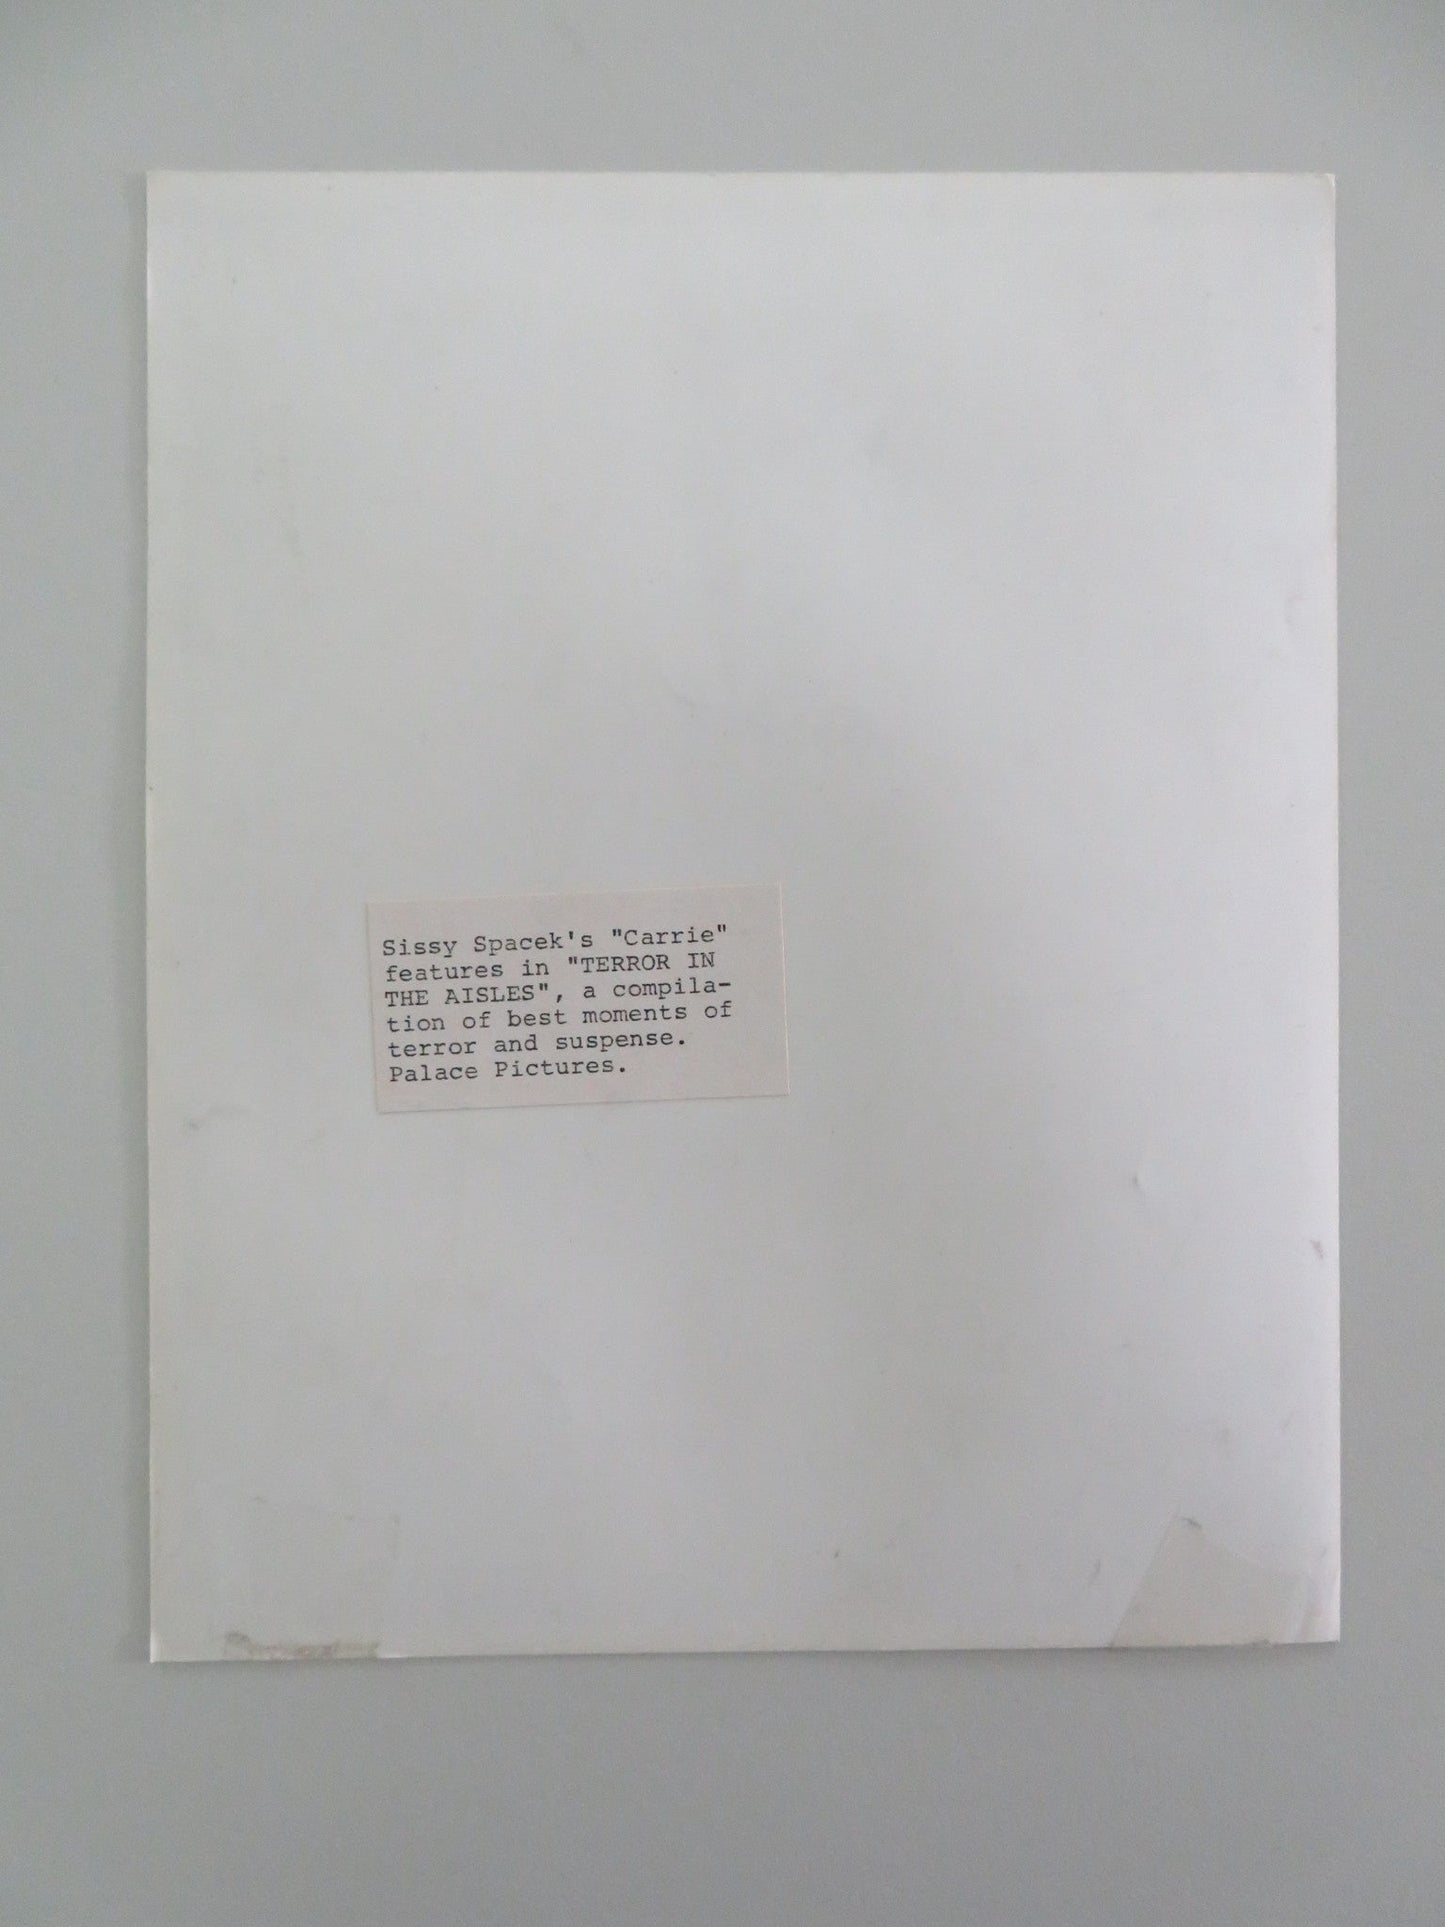 Sissy Spacek's "Carrie"
features in "TERROR IN
THE AISLES", a compila-
tion of best moments of
terror and suspense.
Palace Pictures.